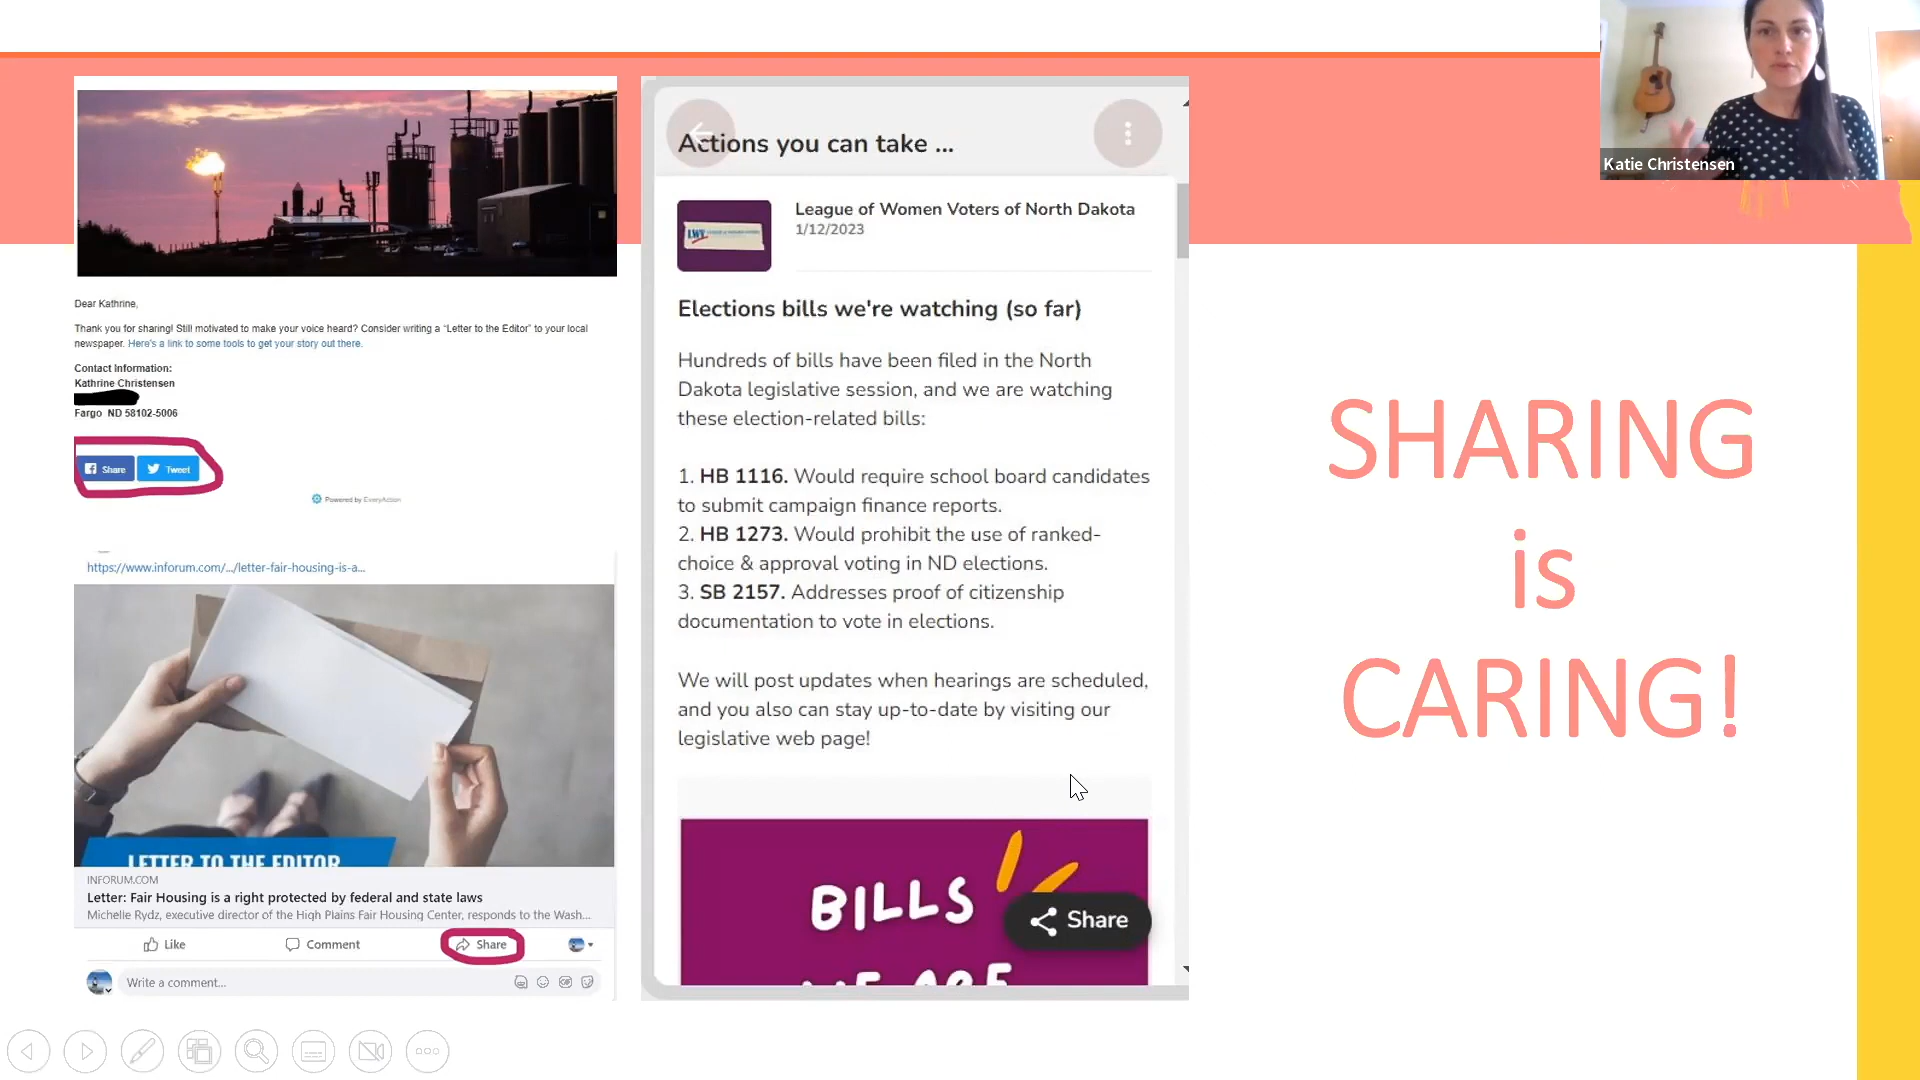 Katie Christensen
Dear Kathrine,
Thank you for sharing! Still motivated to make your voice heard? Consider writing a "Letter to the Editor" to your local
newspaper. Here's a link to some tools to get your story out there.
Contact Information:
Kathrine Christensen
Fargo ND 58102-5006
Share
Tweet
Powered by EveryAction
https://www.inforum.com/.../letter-fair-housing-is-a...
LETTER TO THE EDITOR
INFORUM.COM
Letter: Fair Housing is a right protected by federal and state laws
Michelle Rydz, executive director of the High Plains Fair Housing Center, responds to the Wash...
Like
Comment
Share
Write a comment...
Actions you can take ...
LWV
League of Women Voters of North Dakota
1/12/2023
Elections bills we're watching (so far)
Hundreds of bills have been filed in the North
Dakota legislative session, and we are watching
these election-related bills:
1. HB 1116. Would require school board candidates
to submit campaign finance reports.
2. HB 1273. Would prohibit the use of ranked-
choice & approval voting in ND elections.
3. SB 2157. Addresses proof of citizenship
documentation to vote in elections.
We will post updates when hearings are scheduled,
and you also can stay up-to-date by visiting our
legislative web page!
BILLS
WE ARE
Share
SHARING
is
CARING!